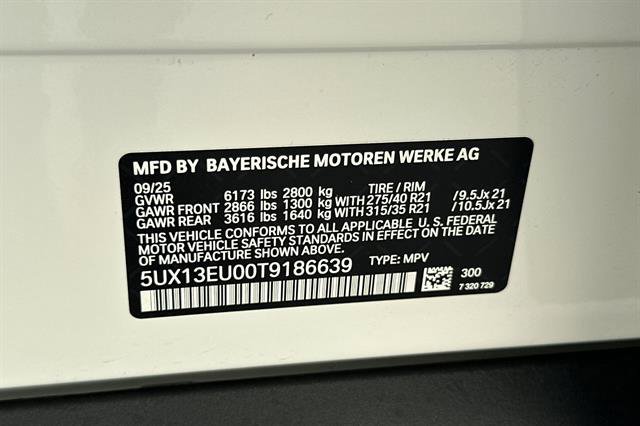 MFD BY BAYERISCHE MOTOREN WERKE AG
09/25 TIRE / RIM
GVWR 6173 lbs 2800 kg
GAWR FRONT 2866 lbs 1300 kg WITH 275/40 R21 /9.5Jx21
GAWR REAR 3616 lbs 1640 kg WITH 315/35 R21 /10.5Jx21
THIS VEHICLE CONFORMS TO ALL APPLICABLE U.S. FEDERAL
MOTOR VEHICLE SAFETY STANDARDS IN EFFECT ON THE DATE
OF MANUFACTURE SHOWN ABOVE.
5UX13EU00T9186639 TYPE: MPV
300
7 320 729